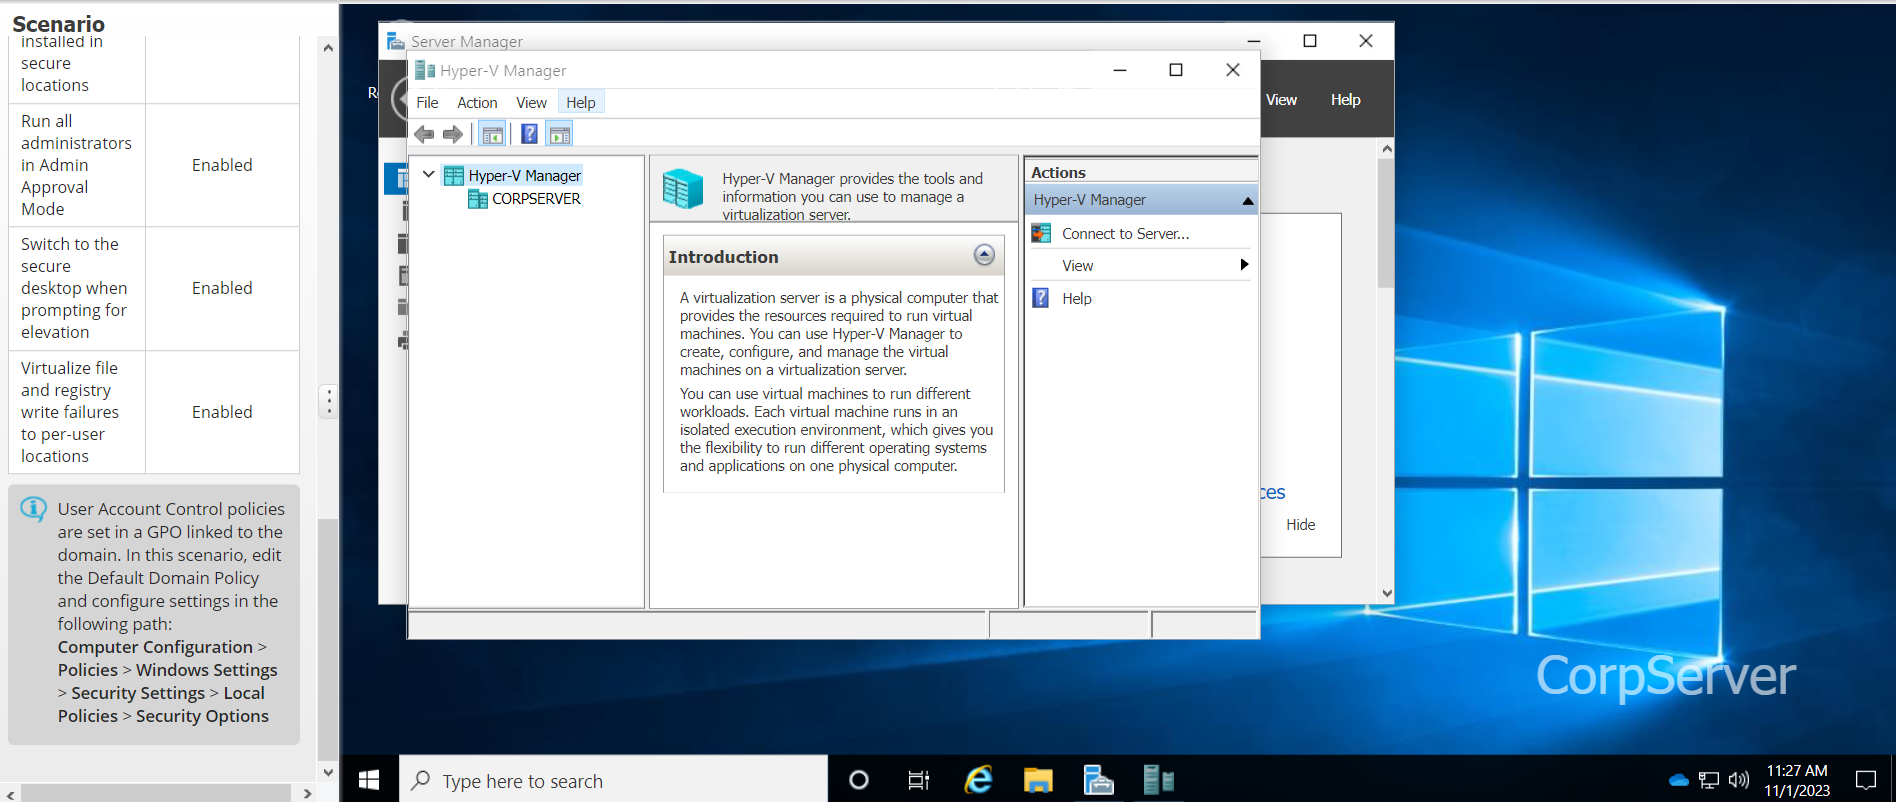 Scenario
installed in
secure
locations
Run all
administrators
in Admin
Approval
Mode
Enabled
Switch to the
secure
desktop when
prompting for
elevation
Enabled
Virtualize file
and registry
write failures
to per-user
locations
Enabled
User Account Control policies
are set in a GPO linked to the
domain. In this scenario, edit
the Default Domain Policy
and configure settings in the
following path:
Computer Configuration >
Policies > Windows Settings
> Security Settings > Local
Policies > Security Options
Server Manager
View Help
Hide
Hyper-V Manager
File Action View Help
Hyper-V Manager
CORPSERVER
Hyper-V Manager provides the tools and
information you can use to manage a
virtualization server.
Introduction
A virtualization server is a physical computer that
provides the resources required to run virtual
machines. You can use Hyper-V Manager to
create, configure, and manage the virtual
machines on a virtualization server.
You can use virtual machines to run different
workloads. Each virtual machine runs in an
isolated execution environment, which gives you
the flexibility to run different operating systems
and applications on one physical computer.
Actions
Hyper-V Manager
Connect to Server...
View
Help
CorpServer
Type here to search
11:27 AM
11/1/2023